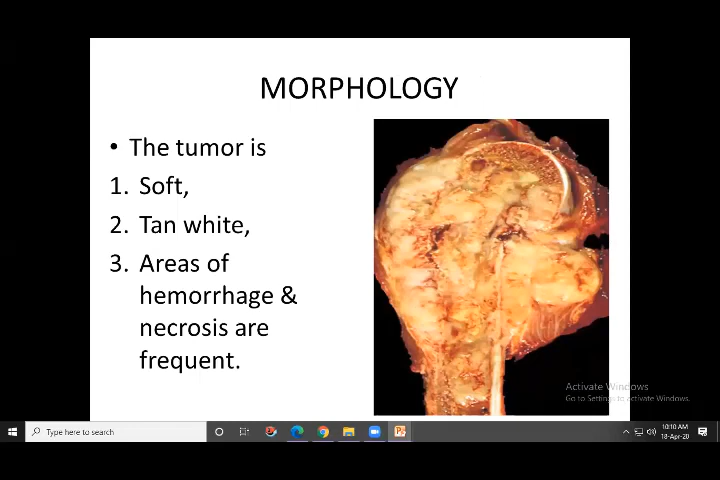 MORPHOLOGY
• The tumor is
1. Soft,
2. Tan white,
3. Areas of
hemorrhage &
necrosis are
frequent.
Activate Windows
Go to Settings to activate Windows.
Type here to search
10:10 AM
18-Apr-20